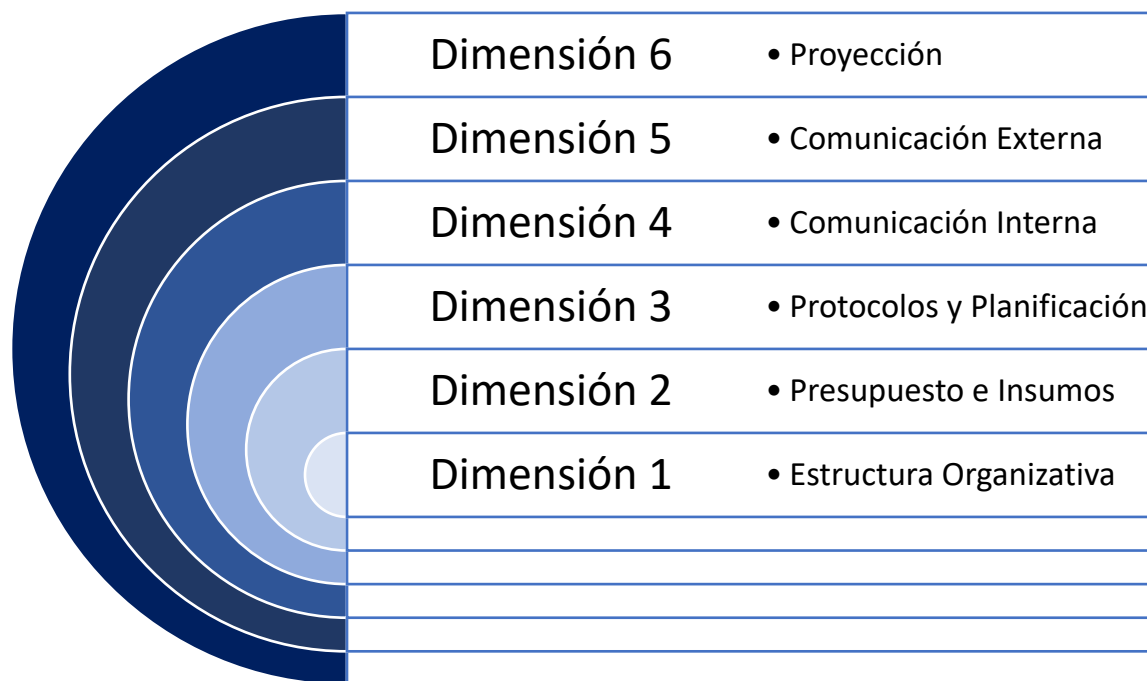 Dimensión 6 • Proyección
Dimensión 5 • Comunicación Externa
Dimensión 4 • Comunicación Interna
Dimensión 3 • Protocolos y Planificación
Dimensión 2 • Presupuesto e Insumos
Dimensión 1 • Estructura Organizativa